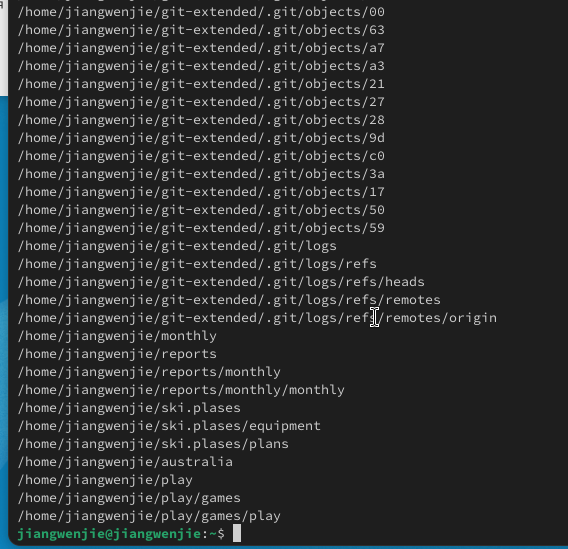 /home/jiangwenjie/git-extended/.git/objects/00
/home/jiangwenjie/git-extended/.git/objects/63
/home/jiangwenjie/git-extended/.git/objects/a7
/home/jiangwenjie/git-extended/.git/objects/a3
/home/jiangwenjie/git-extended/.git/objects/21
/home/jiangwenjie/git-extended/.git/objects/27
/home/jiangwenjie/git-extended/.git/objects/28
/home/jiangwenjie/git-extended/.git/objects/9d
/home/jiangwenjie/git-extended/.git/objects/c0
/home/jiangwenjie/git-extended/.git/objects/3a
/home/jiangwenjie/git-extended/.git/objects/17
/home/jiangwenjie/git-extended/.git/objects/50
/home/jiangwenjie/git-extended/.git/objects/59
/home/jiangwenjie/git-extended/.git/logs
/home/jiangwenjie/git-extended/.git/logs/refs
/home/jiangwenjie/git-extended/.git/logs/refs/heads
/home/jiangwenjie/git-extended/.git/logs/refs/remotes
/home/jiangwenjie/git-extended/.git/logs/refs/remotes/origin
/home/jiangwenjie/monthly
/home/jiangwenjie/reports
/home/jiangwenjie/reports/monthly
/home/jiangwenjie/reports/monthly/monthly
/home/jiangwenjie/ski.plases
/home/jiangwenjie/ski.plases/equipment
/home/jiangwenjie/ski.plases/plans
/home/jiangwenjie/australia
/home/jiangwenjie/play
/home/jiangwenjie/play/games
/home/jiangwenjie/play/games/play
jiangwenjie@jiangwenjie:~$